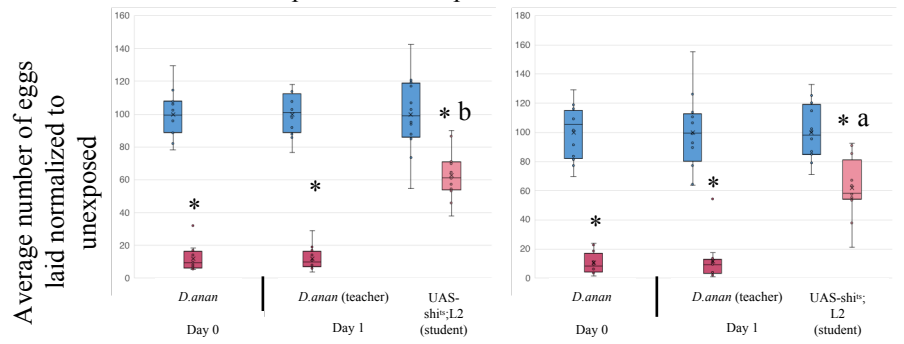 Average number of eggs
laid normalized to
unexposed
160
140
120
100
80
60
40
20
0
*
*
* b
D.anan
D.anan (teacher)
UAS-
shiᵗˢ;L2
(student)
Day 0
Day 1
180
160
140
120
100
80
60
40
20
0
*
*
* a
D.anan
D.anan (teacher)
UAS-shiᵗˢ;
L2
(student)
Day 0
Day 1